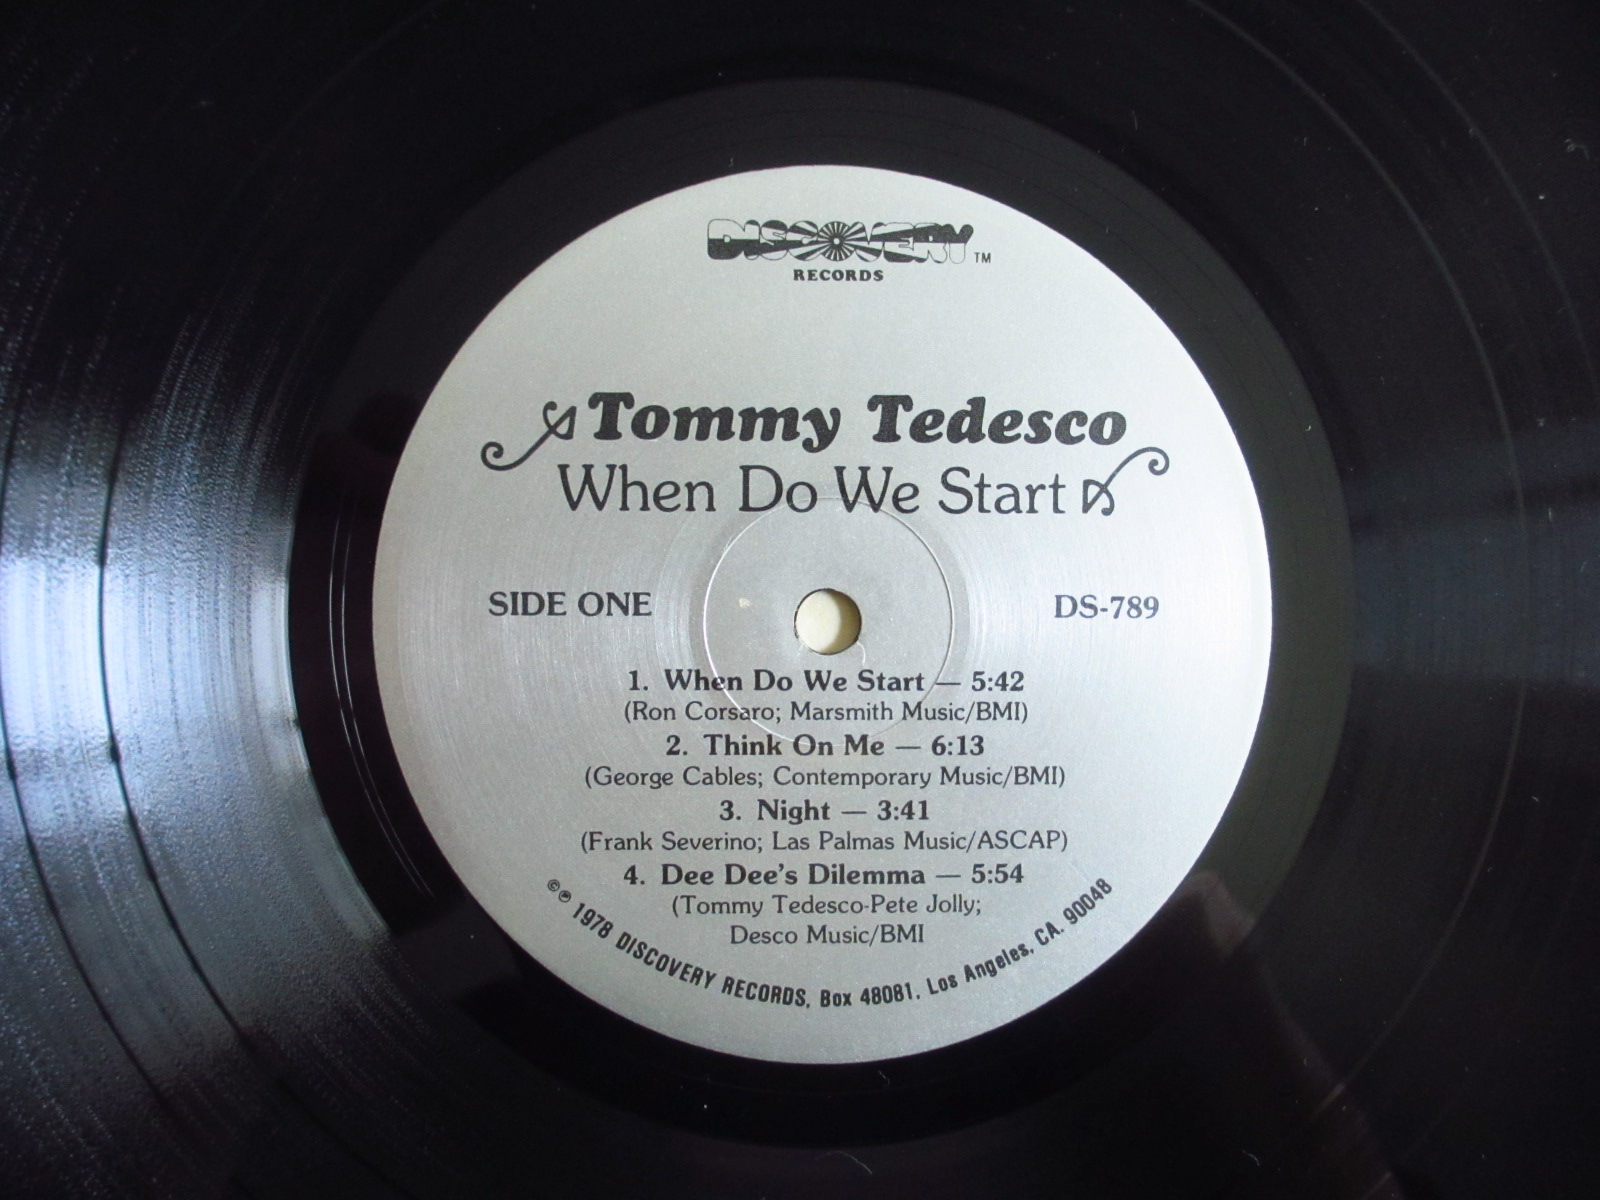 DISCOVERY TM
RECORDS
Tommy Tedesco
When Do We Start
SIDE ONE
DS-789
1. When Do We Start — 5:42
(Ron Corsaro; Marsmith Music/BMI)
2. Think On Me — 6:13
(George Cables; Contemporary Music/BMI)
3. Night — 3:41
(Frank Severino; Las Palmas Music/ASCAP)
4. Dee Dee's Dilemma — 5:54
(Tommy Tedesco-Pete Jolly;
Desco Music/BMI
©℗ 1978 DISCOVERY RECORDS, Box 48081, Los Angeles, CA. 90048